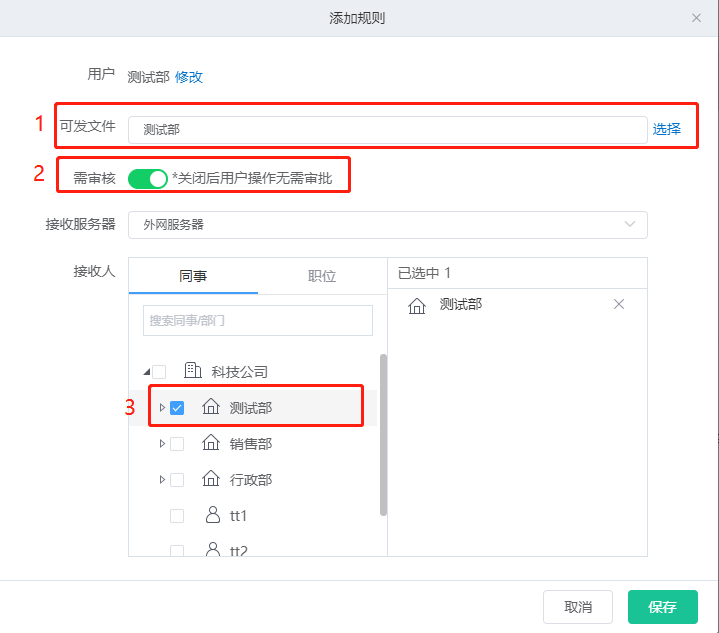 添加规则
用户 测试部 修改
1 可发文件 测试部 选择
2 需审核 *关闭后用户操作无需审批
接收服务器 外网服务器
接收人 同事 职位 已选中 1
测试部
搜索同事/部门
科技公司
3 测试部
销售部
行政部
tt1
tt2
取消 保存